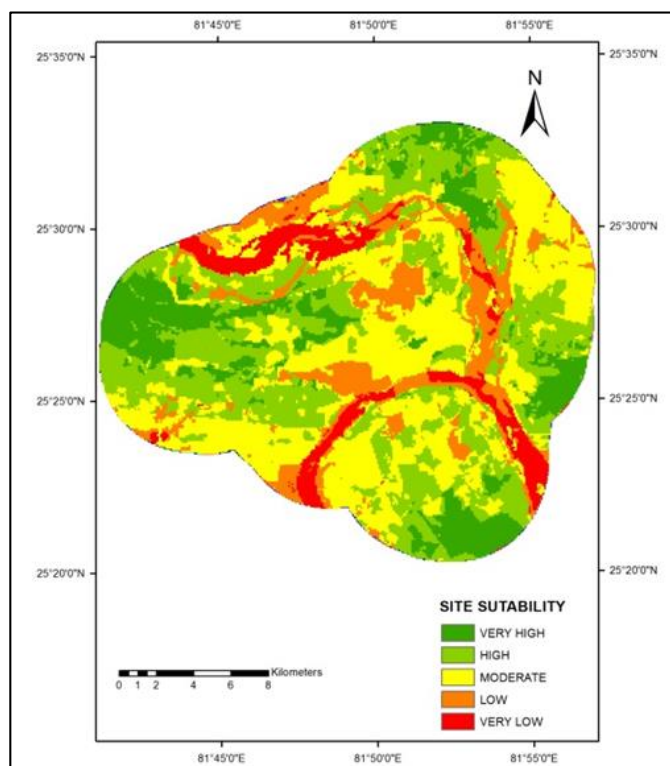 81°45'0"E 81°50'0"E 81°55'0"E
25°35'0"N 25°35'0"N
N
25°30'0"N 25°30'0"N
25°25'0"N 25°25'0"N
25°20'0"N 25°20'0"N
SITE SUTABILITY
VERY HIGH
HIGH
MODERATE
LOW
VERY LOW
Kilometers
0 1 2 4 6 8
81°45'0"E 81°50'0"E 81°55'0"E